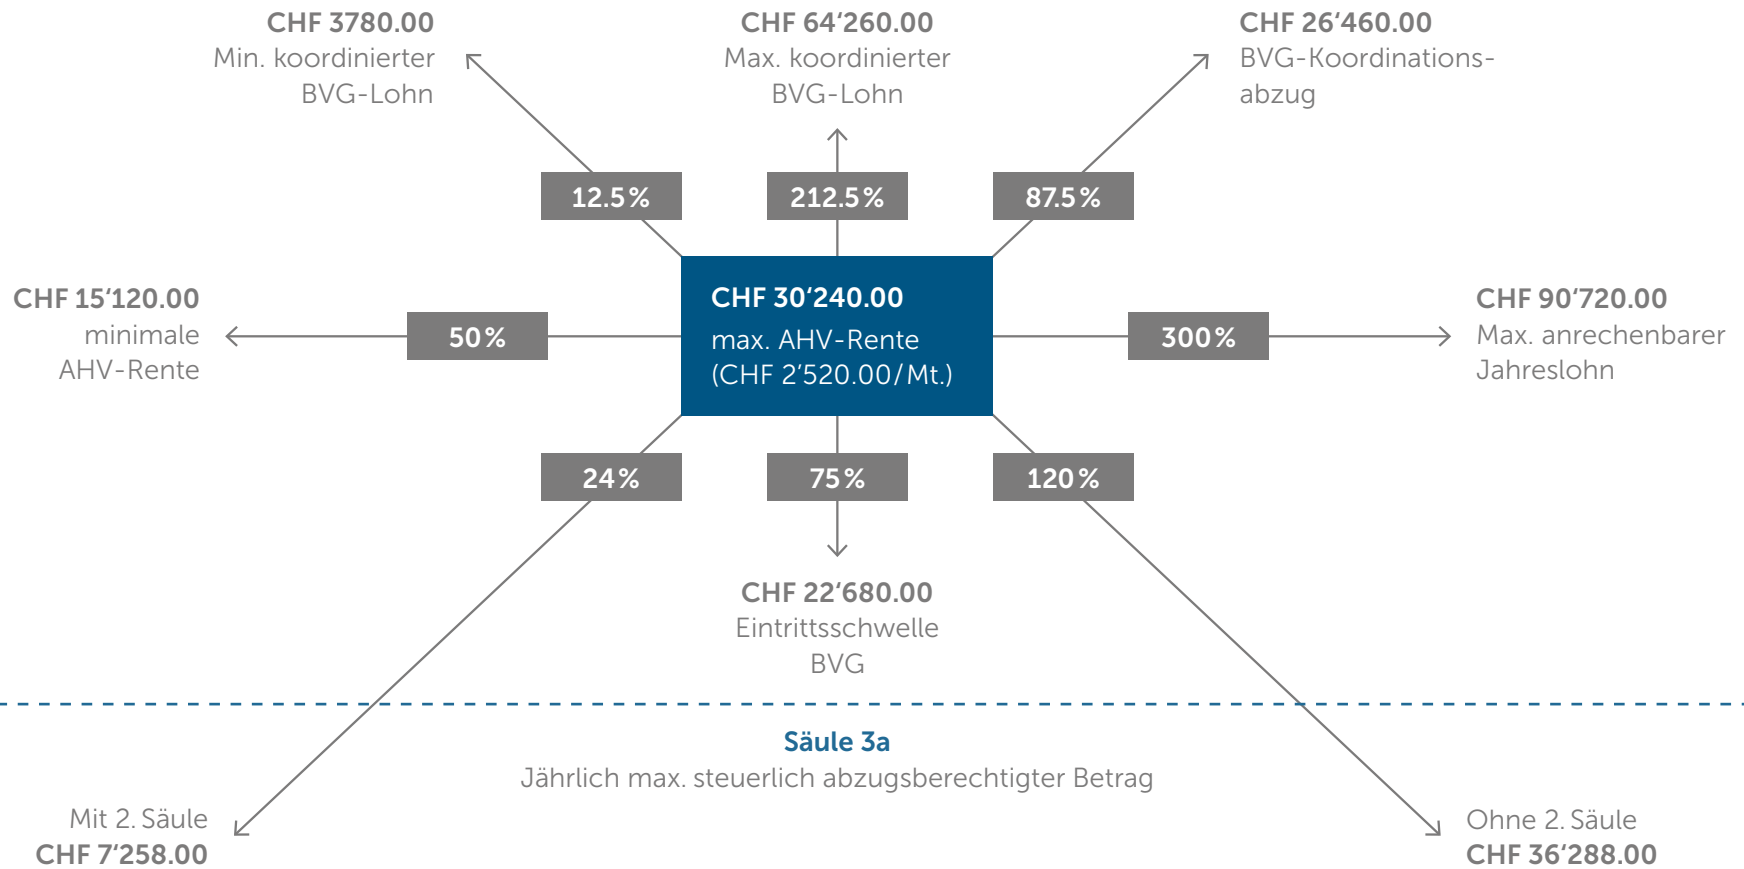 CHF 3780.00
Min. koordinierter
BVG-Lohn
CHF 64‘260.00
Max. koordinierter
BVG-Lohn
CHF 26‘460.00
BVG-Koordinations-
abzug
12.5%
212.5%
87.5%
CHF 15‘120.00
minimale
AHV-Rente
50%
CHF 30‘240.00
max. AHV-Rente
(CHF 2’520.00/Mt.)
300%
CHF 90‘720.00
Max. anrechenbarer
Jahreslohn
24%
75%
120%
CHF 22‘680.00
Eintrittsschwelle
BVG
Säule 3a
Jährlich max. steuerlich abzugsberechtigter Betrag
Mit 2. Säule
CHF 7‘258.00
Ohne 2. Säule
CHF 36‘288.00